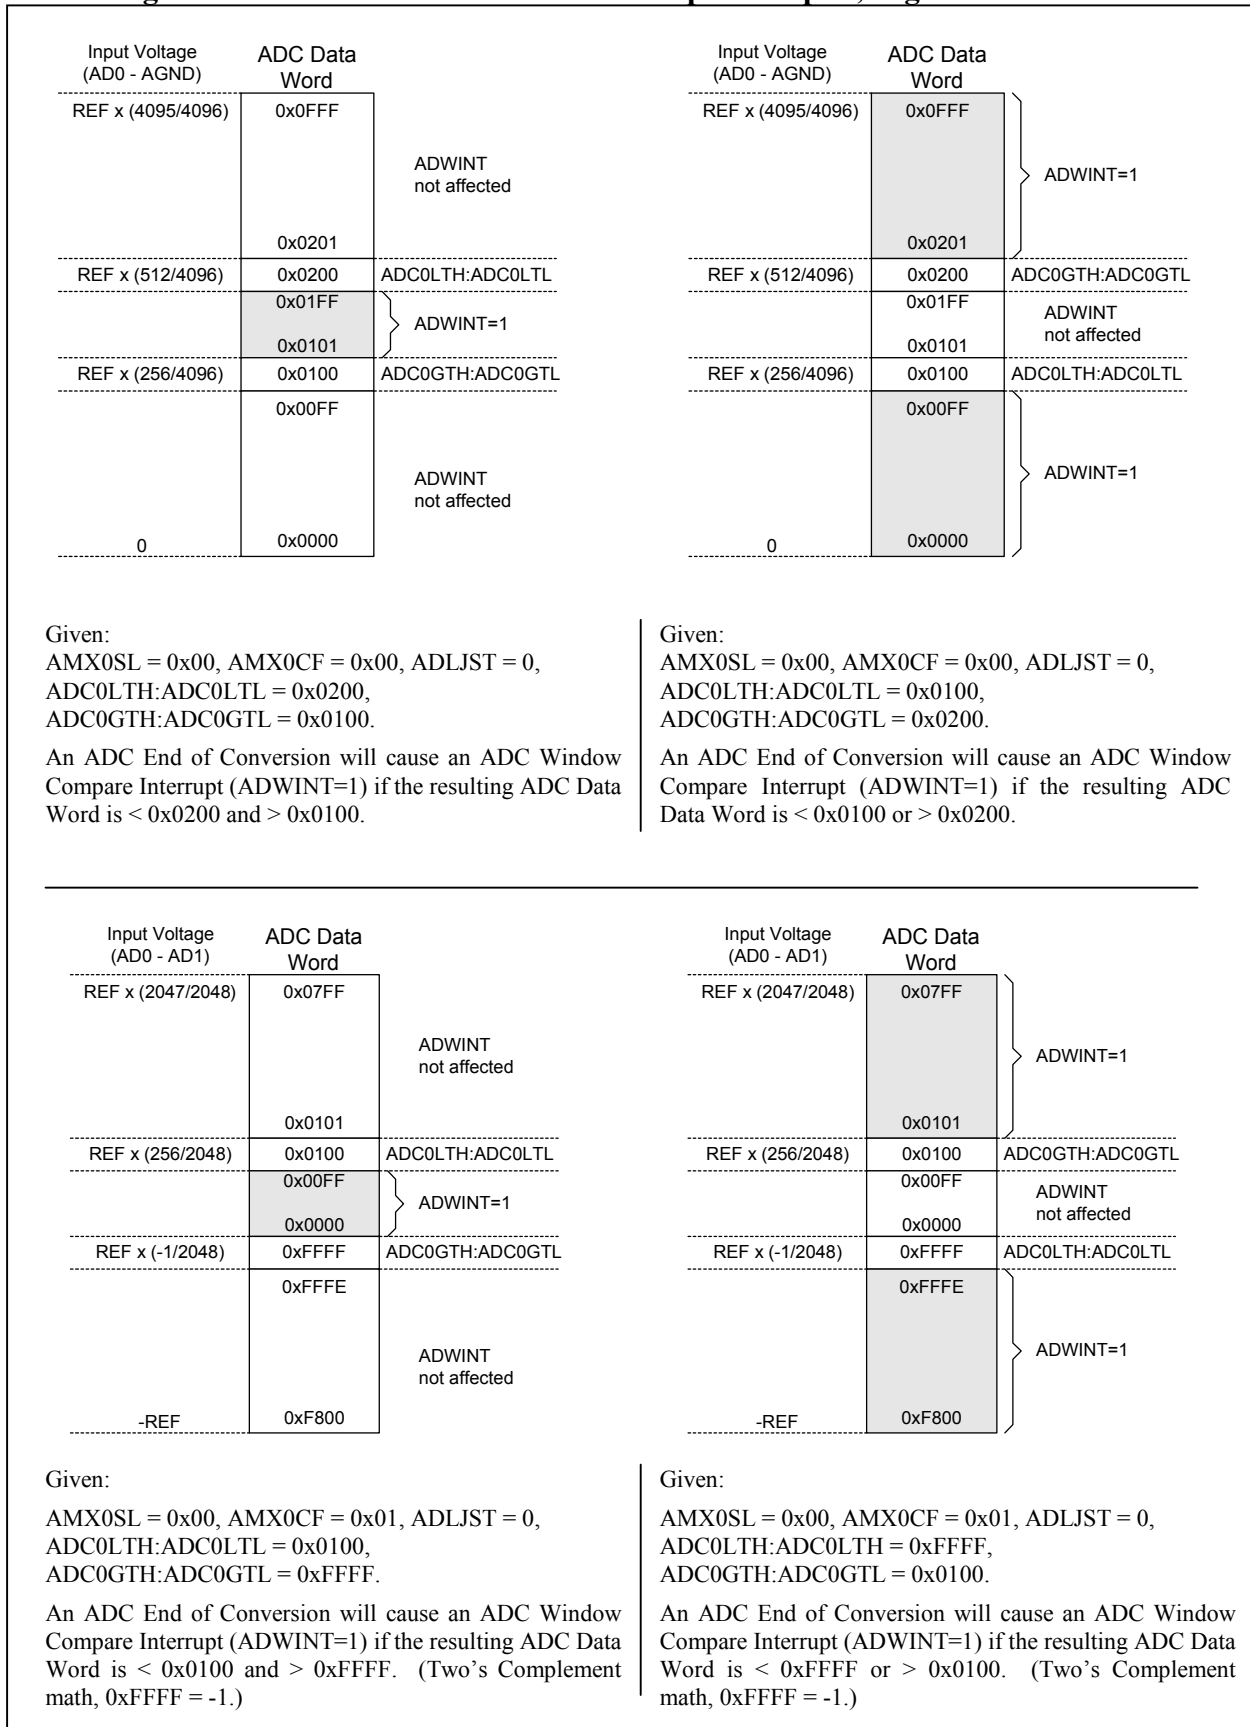 Input Voltage
(AD0 - AGND)
ADC Data
Word
REF x (4095/4096)
0x0FFF
ADWINT
not affected
0x0201
REF x (512/4096)
0x0200
ADC0LTH:ADC0LTL
0x01FF
ADWINT=1
0x0101
REF x (256/4096)
0x0100
ADC0GTH:ADC0GTL
0x00FF
ADWINT
not affected
0
0x0000
Input Voltage
(AD0 - AGND)
ADC Data
Word
REF x (4095/4096)
0x0FFF
ADWINT=1
0x0201
REF x (512/4096)
0x0200
ADC0GTH:ADC0GTL
0x01FF
ADWINT
not affected
0x0101
REF x (256/4096)
0x0100
ADC0LTH:ADC0LTL
0x00FF
ADWINT=1
0
0x0000
Given:
AMX0SL = 0x00, AMX0CF = 0x00, ADLJST = 0,
ADC0LTH:ADC0LTL = 0x0200,
ADC0GTH:ADC0GTL = 0x0100.
An ADC End of Conversion will cause an ADC Window
Compare Interrupt (ADWINT=1) if the resulting ADC Data
Word is < 0x0200 and > 0x0100.
Given:
AMX0SL = 0x00, AMX0CF = 0x00, ADLJST = 0,
ADC0LTH:ADC0LTL = 0x0100,
ADC0GTH:ADC0GTL = 0x0200.
An ADC End of Conversion will cause an ADC Window
Compare Interrupt (ADWINT=1) if the resulting ADC
Data Word is < 0x0100 or > 0x0200.
Input Voltage
(AD0 - AD1)
ADC Data
Word
REF x (2047/2048)
0x07FF
ADWINT
not affected
0x0101
REF x (256/2048)
0x0100
ADC0LTH:ADC0LTL
0x00FF
ADWINT=1
0x0000
REF x (-1/2048)
0xFFFF
ADC0GTH:ADC0GTL
0xFFFE
ADWINT
not affected
-REF
0xF800
Input Voltage
(AD0 - AD1)
ADC Data
Word
REF x (2047/2048)
0x07FF
ADWINT=1
0x0101
REF x (256/2048)
0x0100
ADC0GTH:ADC0GTL
0x00FF
ADWINT
not affected
0x0000
REF x (-1/2048)
0xFFFF
ADC0LTH:ADC0LTL
0xFFFE
ADWINT=1
-REF
0xF800
Given:
AMX0SL = 0x00, AMX0CF = 0x01, ADLJST = 0,
ADC0LTH:ADC0LTL = 0x0100,
ADC0GTH:ADC0GTL = 0xFFFF.
An ADC End of Conversion will cause an ADC Window
Compare Interrupt (ADWINT=1) if the resulting ADC Data
Word is < 0x0100 and > 0xFFFF. (Two's Complement
math, 0xFFFF = -1.)
Given:
AMX0SL = 0x00, AMX0CF = 0x01, ADLJST = 0,
ADC0LTH:ADC0LTH = 0xFFFF,
ADC0GTH:ADC0GTL = 0x0100.
An ADC End of Conversion will cause an ADC Window
Compare Interrupt (ADWINT=1) if the resulting ADC Data
Word is < 0xFFFF or > 0x0100. (Two's Complement
math, 0xFFFF = -1.)